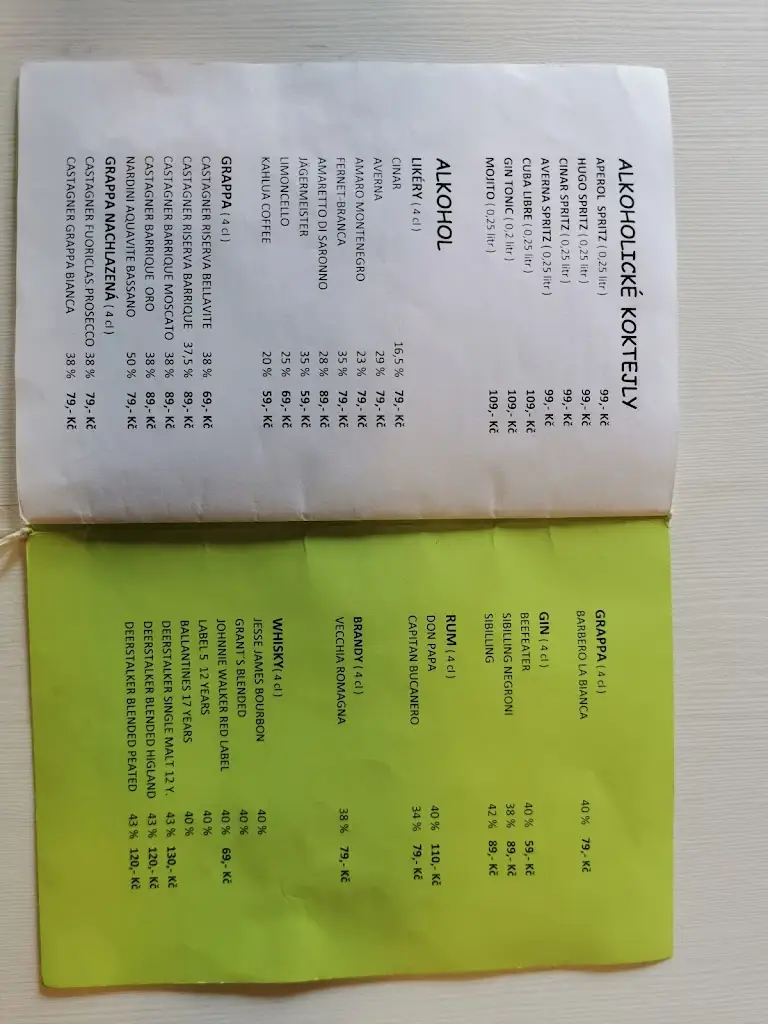 ALKOHOLICKÉ KOKTEJLY
APEROL SPRITZ ( 0,25 litr ) 99,- Kč
HUGO SPRITZ ( 0,25 litr ) 99,- Kč
CINAR SPRITZ ( 0,25 litr ) 99,- Kč
AVERNA SPRITZ ( 0,25 litr ) 99,- Kč
CUBA LIBRE ( 0,25 litr ) 109,- Kč
GIN TONIC ( 0,2 litr ) 109,- Kč
MOJITO ( 0,25 litr ) 109,- Kč
ALKOHOL
LIKÉRY ( 4 cl )
CINAR 16,5 % 79,- Kč
AVERNA 29 % 79,- Kč
AMARO MONTENEGRO 23 % 79,- Kč
FERNET-BRANCA 35 % 79,- Kč
AMARETTO DI SARONNO 28 % 89,- Kč
JÄGERMEISTER 35 % 59,- Kč
LIMONCELLO 25 % 69,- Kč
KAHLUA COFFEE 20 % 59,- Kč
GRAPPA ( 4 cl )
CASTAGNER RISERVA BELLAVITE 38 % 69,- Kč
CASTAGNER RISERVA BARRIQUE 37,5 % 89,- Kč
CASTAGNER BARRIQUE MOSCATO 38 % 89,- Kč
CASTAGNER BARRIQUE ORO 38 % 89,- Kč
NARDINI AQUAVITE BASSANO 50 % 79,- Kč
GRAPPA NACHLAZENÁ ( 4 cl )
CASTAGNER FUORICLAS PROSECCO 38 % 79,- Kč
CASTAGNER GRAPPA BIANCA 38 % 79,- Kč
GRAPPA ( 4 cl )
BARBERO LA BIANCA 40 % 79,- Kč
GIN ( 4 cl )
BEEFEATER 40 % 59,- Kč
SIBILLING NEGRONI 38 % 89,- Kč
SIBILLING 42 % 89,- Kč
RUM ( 4 cl )
DON PAPA 40 % 110,- Kč
CAPITAN BUCANERO 34 % 79,- Kč
BRANDY ( 4 cl )
VECCHIA ROMAGNA 38 % 79,- Kč
WHISKY( 4 cl )
JESSE JAMES BOURBON 40 %
GRANT´S BLENDED 40 %
JOHNNIE WALKER RED LABEL 40 % 69,- Kč
LABEL 5 12 YEARS 40 %
BALLANTINES 17 YEARS 40 %
DEERSTALKER SINGLE MALT 12 Y. 43 % 130,- Kč
DEERSTALKER BLENDED HIGLAND 43 % 120,- Kč
DEERSTALKER BLENDED PEATED 43 % 120,- Kč